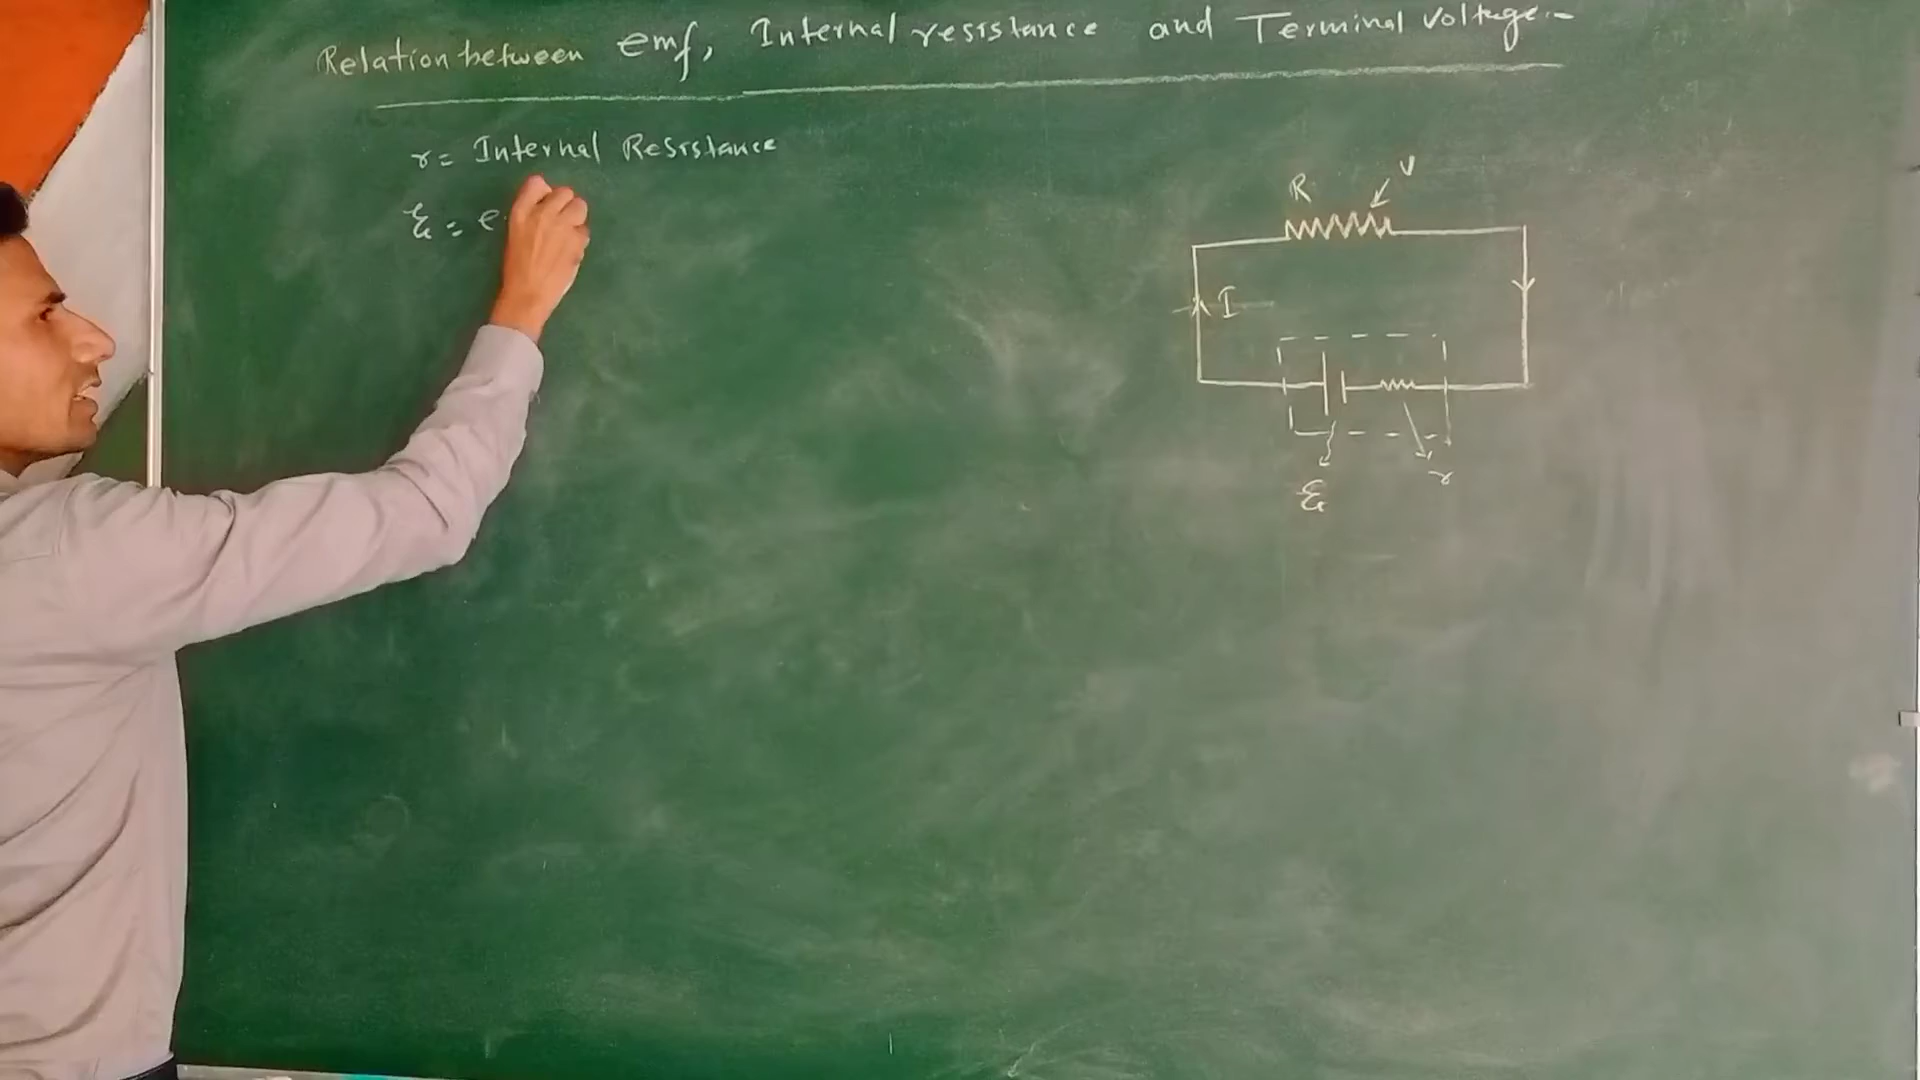 Relation between emf, Internal resistance and Terminal voltage:-
r = Internal Resistance
ξ = e
R
V
I
ξ
r